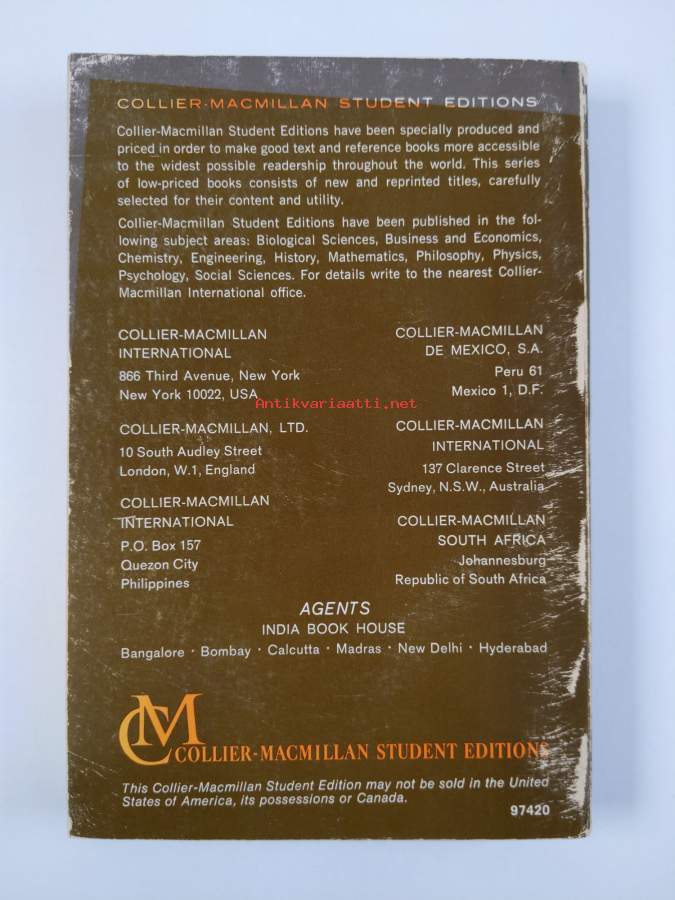 COLLIER·MACMILLAN STUDENT EDITIONS
Collier-Macmillan Student Editions have been specially produced and
priced in order to make good text and reference books more accessible
to the widest possible readership throughout the world. This series
of low-priced books consists of new and reprinted titles, carefully
selected for their content and utility.
Collier-Macmillan Student Editions have been published in the fol-
lowing subject areas: Biological Sciences, Business and Economics,
Chemistry, Engineering, History, Mathematics, Philosophy, Physics,
Psychology, Social Sciences. For details write to the nearest Collier-
Macmillan International office.
COLLIER-MACMILLAN
INTERNATIONAL
866 Third Avenue, New York
New York 10022, USA
COLLIER-MACMILLAN
DE MEXICO, S.A.
Peru 61
Mexico 1, D.F.
Antikvariaatti.net
COLLIER-MACMILLAN, LTD.
10 South Audley Street
London, W.1, England
COLLIER-MACMILLAN
INTERNATIONAL
137 Clarence Street
Sydney, N.S.W., Australia
COLLIER-MACMILLAN
INTERNATIONAL
P.O. Box 157
Quezon City
Philippines
COLLIER-MACMILLAN
SOUTH AFRICA
Johannesburg
Republic of South Africa
AGENTS
INDIA BOOK HOUSE
Bangalore · Bombay · Calcutta · Madras · New Delhi · Hyderabad
CM
COLLIER-MACMILLAN STUDENT EDITIONS
This Collier-Macmillan Student Edition may not be sold in the United
States of America, its possessions or Canada.
97420